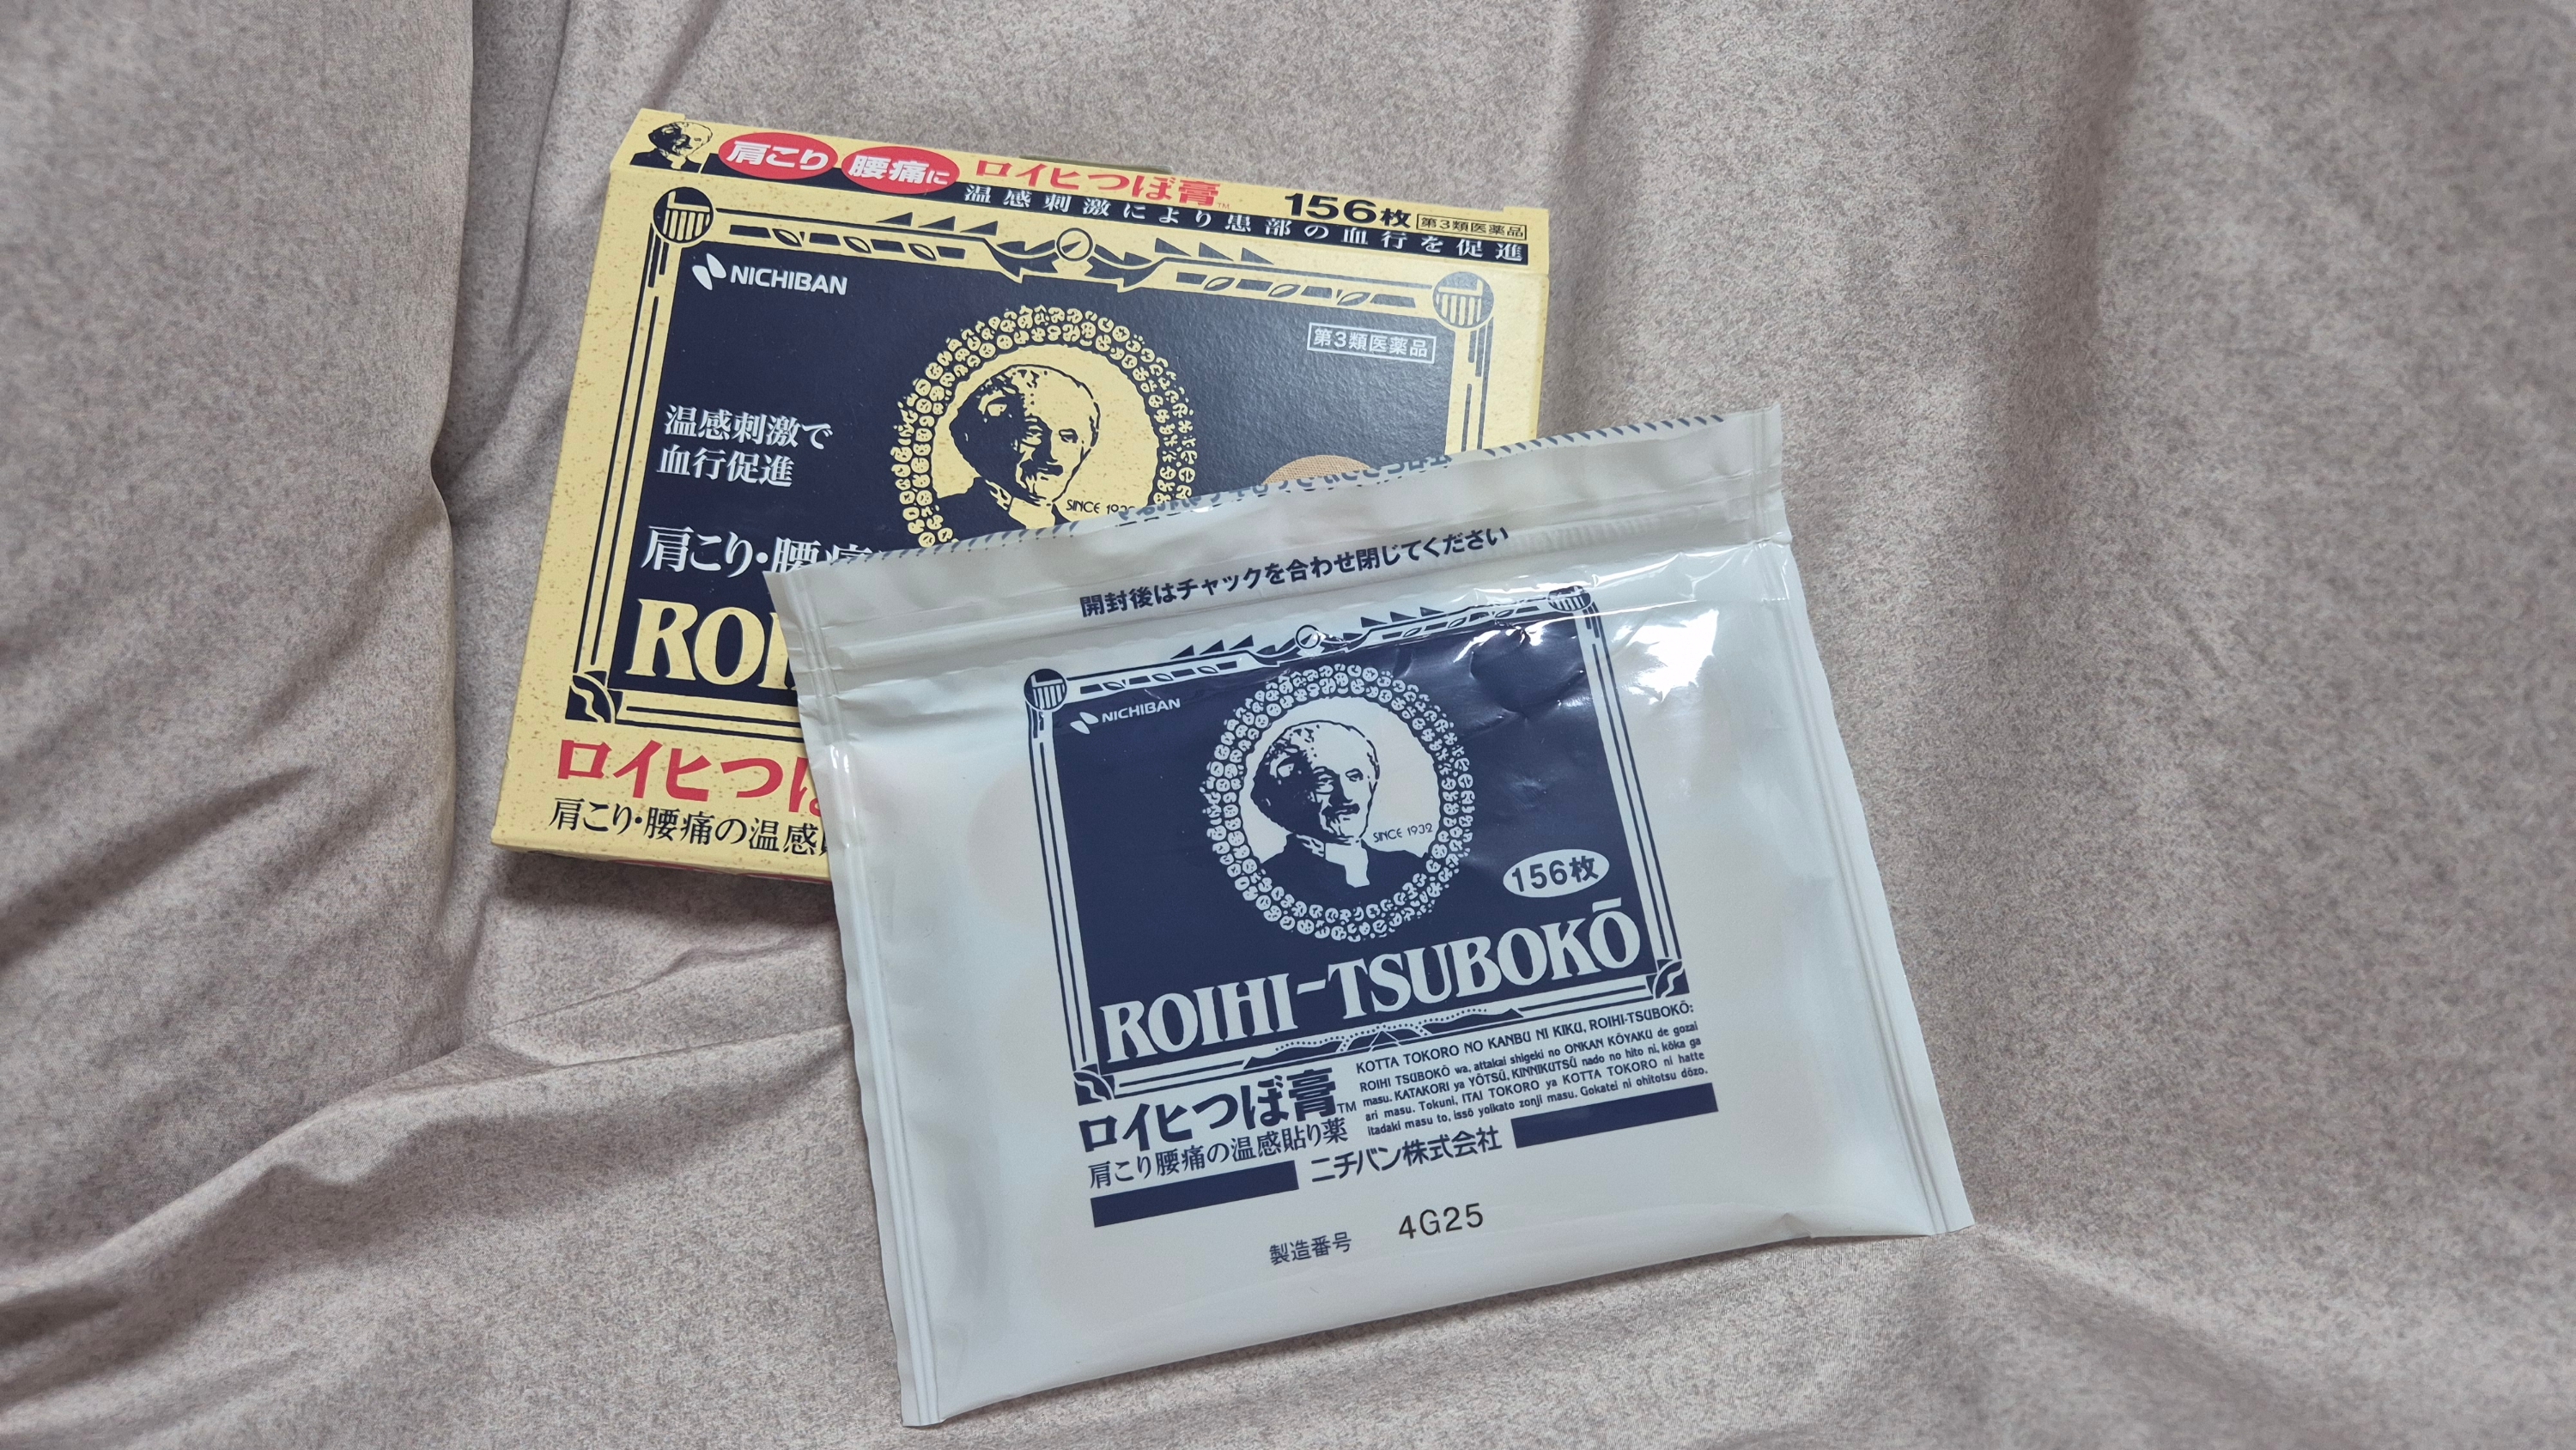 肩こり 腰痛に ロイヒつぼ膏™ 156枚 第3類医薬品
温感刺激により患部の血行を促進
NICHIBAN
第3類医薬品
温感刺激で
血行促進
SINCE
肩こり・腰痛
ROI
ロイヒつぼ
肩こり・腰痛の温感
開封後はチャックを合わせ閉じてください
NICHIBAN
SINCE 1932
156枚
ROIHI-TSUBOKŌ
ロイヒつぼ膏™
肩こり腰痛の温感貼り薬
KOTTA TOKORO NO KANBU NI KIKU, ROIHI-TSUBOKŌ:
ROIHI TSUBOKŌ wa, attakai shigeki no ONKAN KŌYAKU de gozai
masu. KATAKORI ya YŌTSŪ, KINNIKUTSŪ nado no hito ni, kōka ga
ari masu. Tokuni, ITAI TOKORO ya KOTTA TOKORO ni hatte
itadaki masu to, issō yoikato zonji masu. Gokatei ni ohitotsu dōzo.
ニチバン株式会社
製造番号 4G25